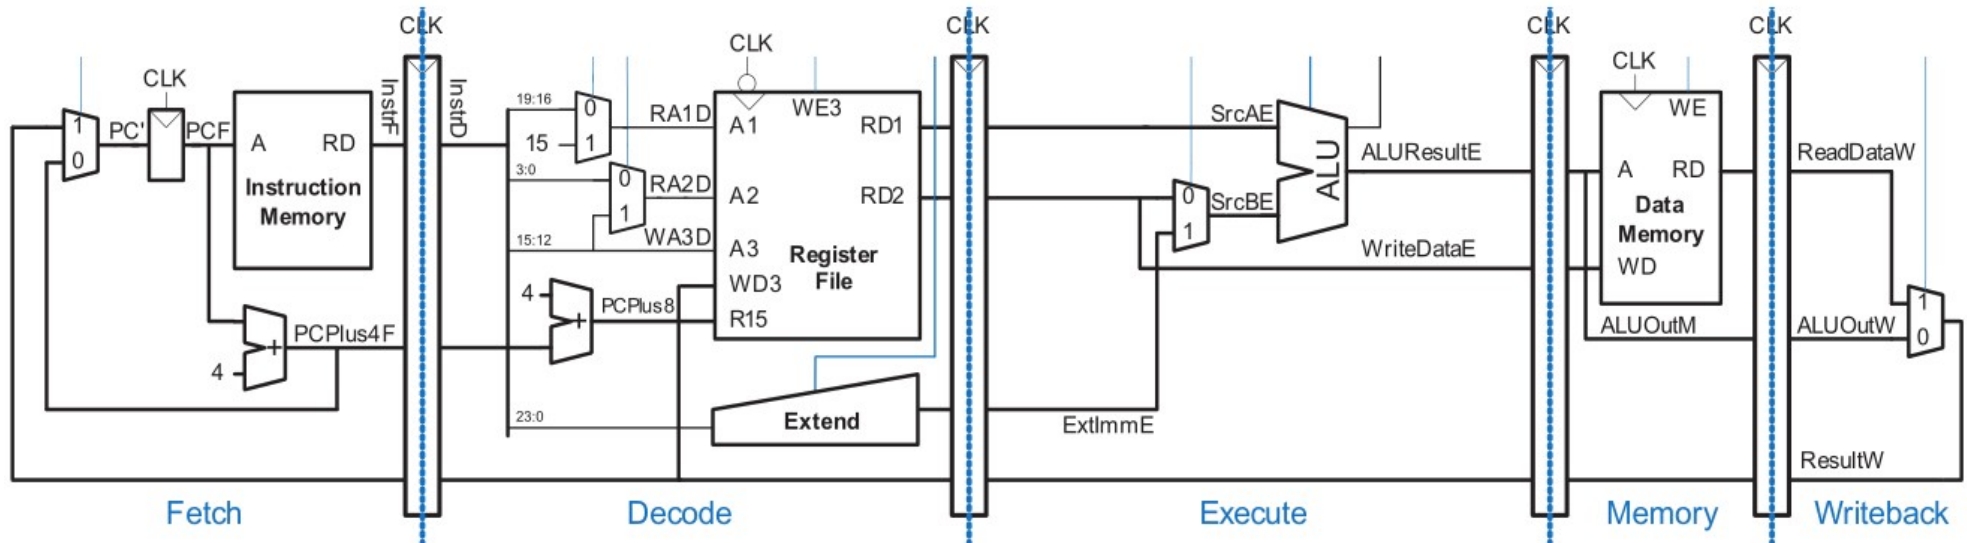 CLK
CLK
CLK
CLK
CLK
CLK
CLK
1
0
PC'
PCF
A
RD
Instruction
Memory
InstrF
InstrD
PCPlus4F
+
4
19:16
15
0
1
RA1D
3:0
0
1
RA2D
15:12
WA3D
4
+
PCPlus8
A1
WE3
RD1
A2
RD2
A3
WD3
R15
Register
File
Extend
23:0
SrcAE
0
1
SrcBE
ALU
ALUResultE
WriteDataE
ExtImmE
WE
A
RD
Data
Memory
WD
ALUOutM
ReadDataW
ALUOutW
1
0
ResultW
Fetch
Decode
Execute
Memory
Writeback